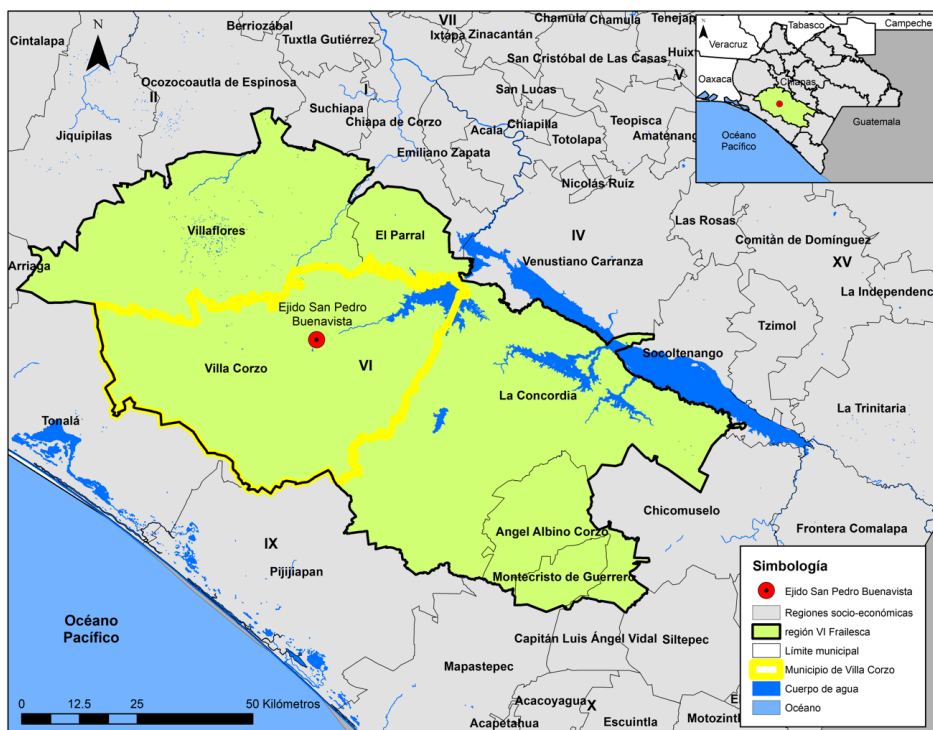 N
Cintalapa
Berriozábal
Tuxtla Gutiérrez
VII
Ixtapa
Zinacantán
Chamula
Chamula
Tenejap
Huix
San Cristóbal de Las Casas
V
Ocozocoautla de Espinosa
II
I
San Lucas
Suchiapa
Chiapa de Corzo
Jiquipilas
Acala
Chiapilla
Totolapa
Teopisca
Amatenang
Emiliano Zapata
Nicolás Ruíz
Las Rosas
Villaflores
El Parral
IV
Comitán de Domínguez
Arriaga
Venustiano Carranza
XV
La Independenc
Ejido San Pedro
Buenavista
Tzimol
Socoltenango
Villa Corzo
VI
La Concordia
La Trinitaria
Tonalá
Chicomuselo
Frontera Comalapa
Angel Albino Corzo
IX
Pijijiapan
Montecristo de Guerrero
Océano
Pacífico
Capitán Luis Ángel Vidal
Siltepec
Mapastepec
Acacoyagua
X
Acapetahua
Escuintla
Motozintl
E
0
12.5
25
50 Kilómetros
N
Tabasco
Campeche
Veracruz
Oaxaca
Chiapas
Guatemala
Océano
Pacífico
Simbología
Ejido San Pedro Buenavista
Regiones socio-económicas
región VI Frailesca
Límite municipal
Municipio de Villa Corzo
Cuerpo de agua
Océano